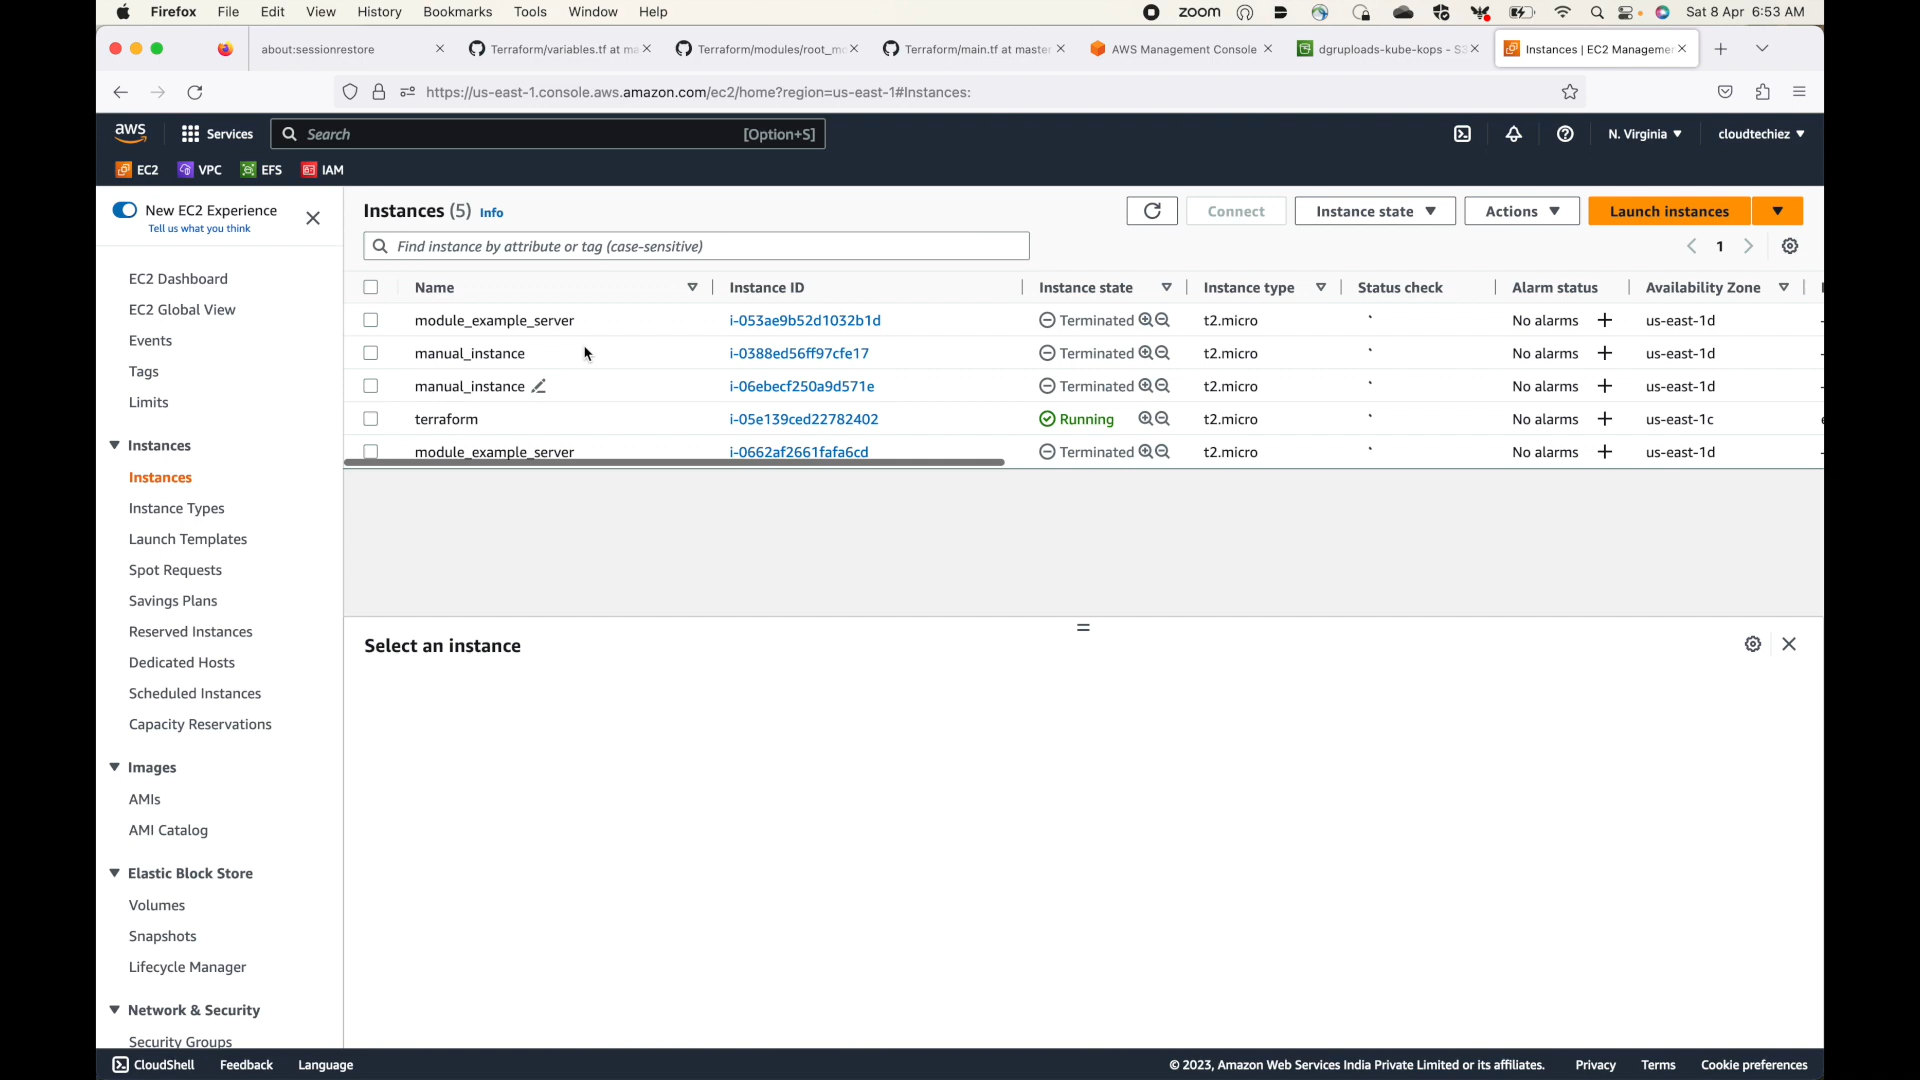 Firefox File Edit View History Bookmarks Tools Window Help zoom Sat 8 Apr 6:53 AM
about:sessionrestore Terraform/variables.tf at ma Terraform/modules/root_mo Terraform/main.tf at master AWS Management Console dgruploads-kube-kops - S3 Instances | EC2 Managemen
https://us-east-1.console.aws.amazon.com/ec2/home?region=us-east-1#Instances:
aws Services Search [Option+S] N. Virginia cloudtechiez
EC2 VPC EFS IAM
New EC2 Experience
Tell us what you think
EC2 Dashboard
EC2 Global View
Events
Tags
Limits
Instances
Instances
Instance Types
Launch Templates
Spot Requests
Savings Plans
Reserved Instances
Dedicated Hosts
Scheduled Instances
Capacity Reservations
Images
AMIs
AMI Catalog
Elastic Block Store
Volumes
Snapshots
Lifecycle Manager
Network & Security
Security Groups
Instances (5) Info Connect Instance state Actions Launch instances
Find instance by attribute or tag (case-sensitive) 1
Name Instance ID Instance state Instance type Status check Alarm status Availability Zone
module_example_server i-053ae9b52d1032b1d Terminated t2.micro - No alarms + us-east-1d -
manual_instance i-0388ed56ff97cfe17 Terminated t2.micro - No alarms + us-east-1d -
manual_instance i-06ebecf250a9d571e Terminated t2.micro - No alarms + us-east-1d -
terraform i-05e139ced22782402 Running t2.micro - No alarms + us-east-1c
module_example_server i-0662af2661fafa6cd Terminated t2.micro - No alarms + us-east-1d -
Select an instance
CloudShell Feedback Language © 2023, Amazon Web Services India Private Limited or its affiliates. Privacy Terms Cookie preferences